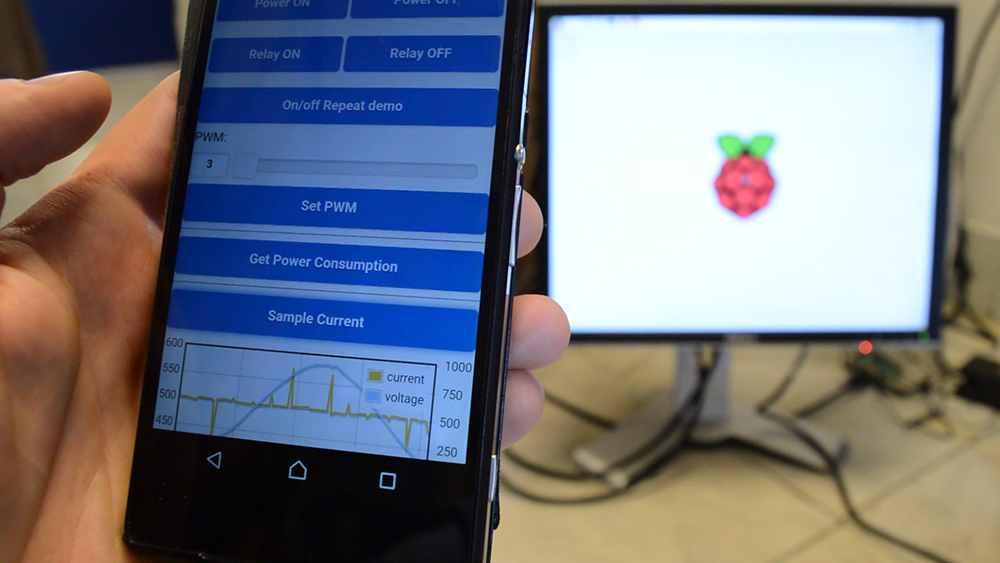 Power ON Power OFF
Relay ON Relay OFF
On/off Repeat demo
PWM:
3
Set PWM
Get Power Consumption
Sample Current
600 1000
550 current 750
voltage
500 500
450 250